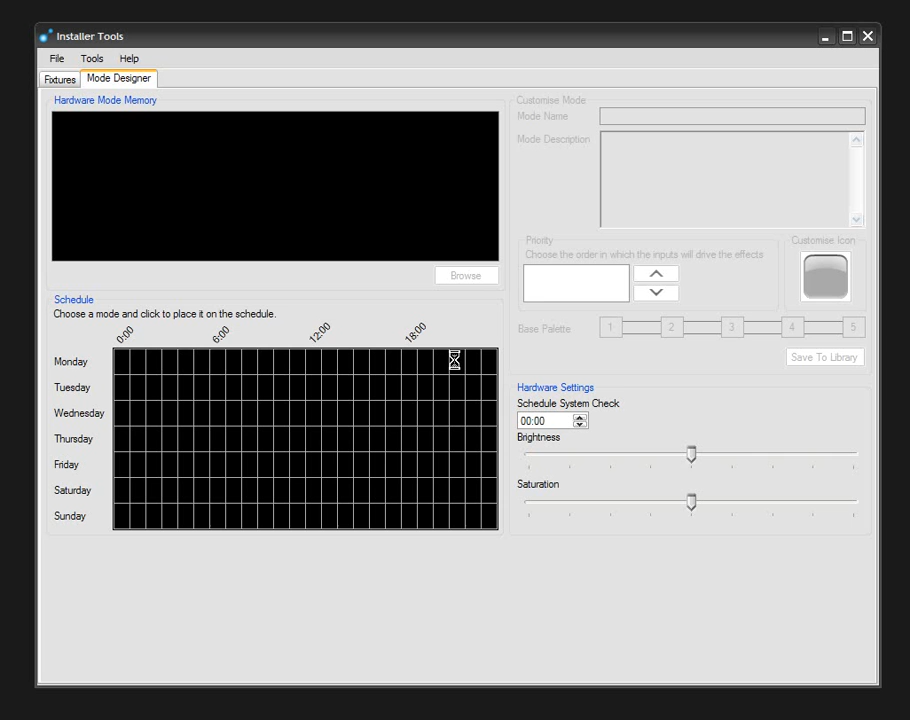 Installer Tools
File Tools Help
Fixtures Mode Designer
Hardware Mode Memory
Browse
Schedule
Choose a mode and click to place it on the schedule.
0:00 6:00 12:00 18:00
Monday
Tuesday
Wednesday
Thursday
Friday
Saturday
Sunday
Customise Mode
Mode Name
Mode Description
Priority
Choose the order in which the inputs will drive the effects
Customise Icon
Base Palette 1 2 3 4 5
Save To Library
Hardware Settings
Schedule System Check
00:00
Brightness
Saturation